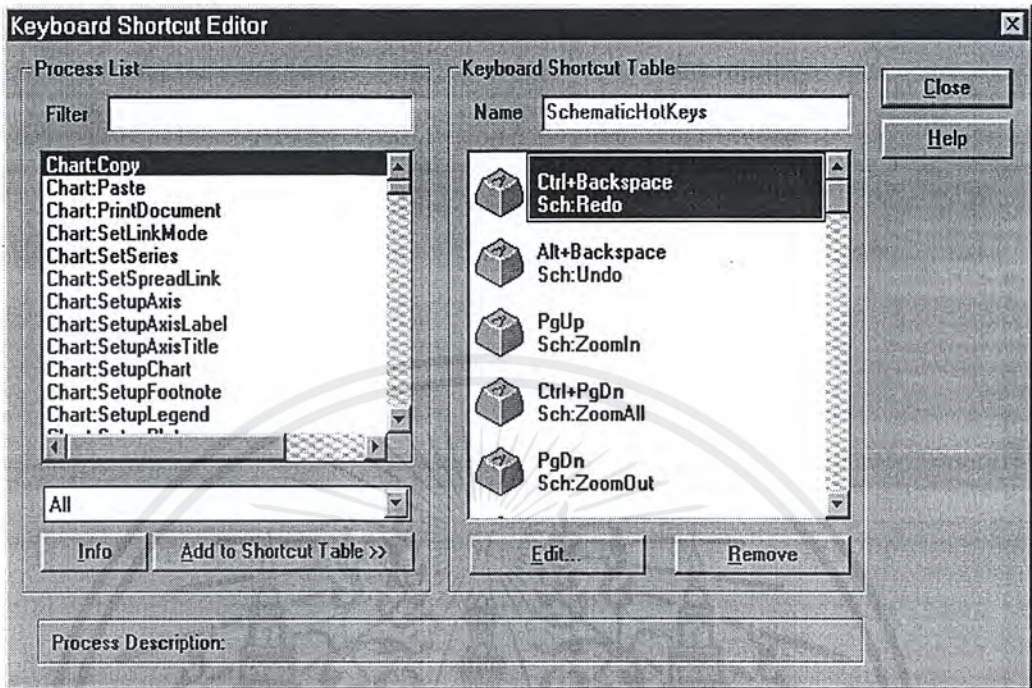 Keyboard Shortcut Editor
Process List
Filter
Chart:Copy
Chart:Paste
Chart:PrintDocument
Chart:SetLinkMode
Chart:SetSeries
Chart:SetSpreadLink
Chart:SetupAxis
Chart:SetupAxisLabel
Chart:SetupAxisTitle
Chart:SetupChart
Chart:SetupFootnote
Chart:SetupLegend
All
Info
Add to Shortcut Table >>
Keyboard Shortcut Table
Name SchematicHotKeys
Ctrl+Backspace
Sch:Redo
Alt+Backspace
Sch:Undo
PgUp
Sch:ZoomIn
Ctrl+PgDn
Sch:ZoomAll
PgDn
Sch:ZoomOut
Edit...
Remove
Close
Help
Process Description: